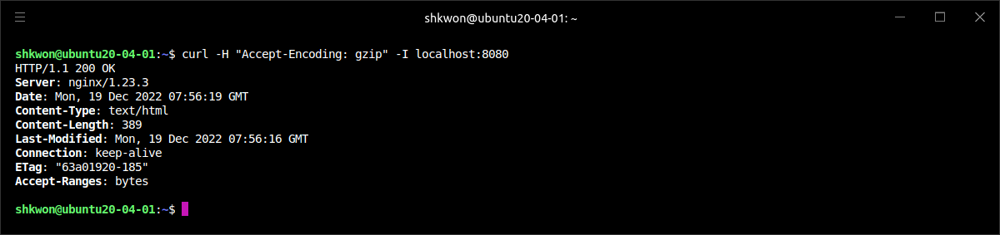 shkwon@ubuntu20-04-01: ~
shkwon@ubuntu20-04-01:~$ curl -H "Accept-Encoding: gzip" -I localhost:8080
HTTP/1.1 200 OK
Server: nginx/1.23.3
Date: Mon, 19 Dec 2022 07:56:19 GMT
Content-Type: text/html
Content-Length: 389
Last-Modified: Mon, 19 Dec 2022 07:56:16 GMT
Connection: keep-alive
ETag: "63a01920-185"
Accept-Ranges: bytes
shkwon@ubuntu20-04-01:~$